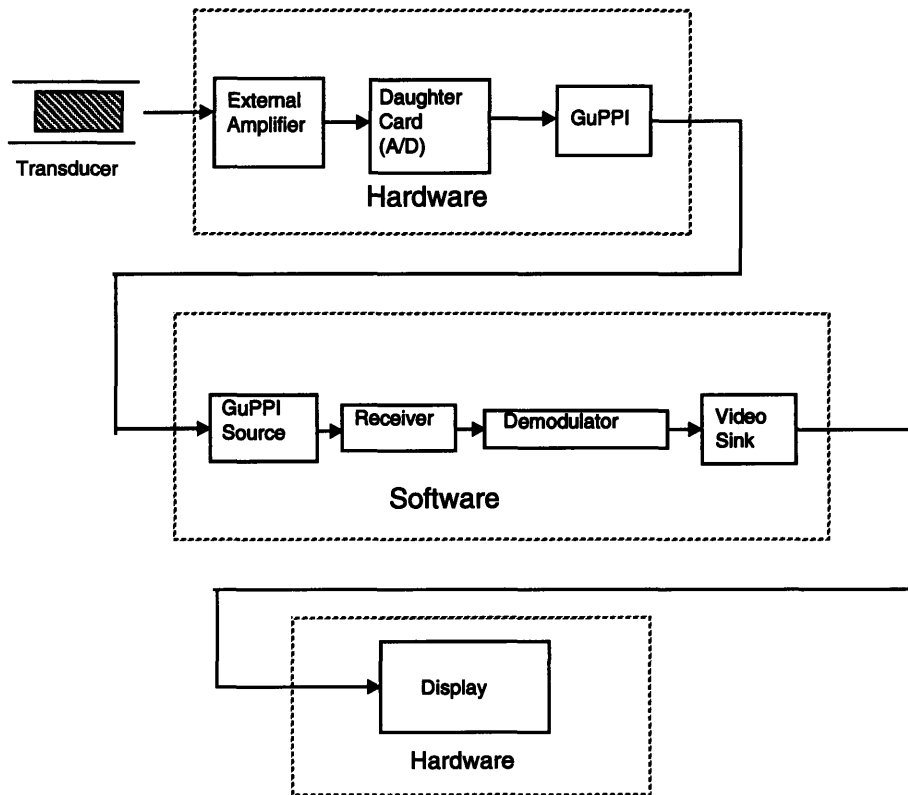 External
Amplifier
Daughter
Card
(A/D)
GuPPI
Transducer
Hardware
GuPPI
Source
Receiver
Demodulator
Video
Sink
Software
Display
Hardware